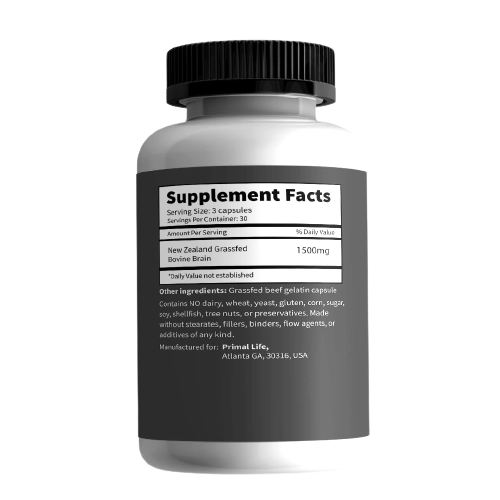 Supplement Facts
Serving Size: 3 capsules
Servings Per Container: 30
Amount Per Serving % Daily Value
New Zealand Grassfed 1500mg
Bovine Brain
*Daily Value not established
Other ingredients: Grassfed beef gelatin capsule
Contains NO dairy, wheat, yeast, gluten, corn, sugar,
soy, shellfish, tree nuts, or preservatives. Made
without stearates, fillers, binders, flow agents, or
additives of any kind.
Manufactured for: Primal Life,
Atlanta GA, 30316, USA